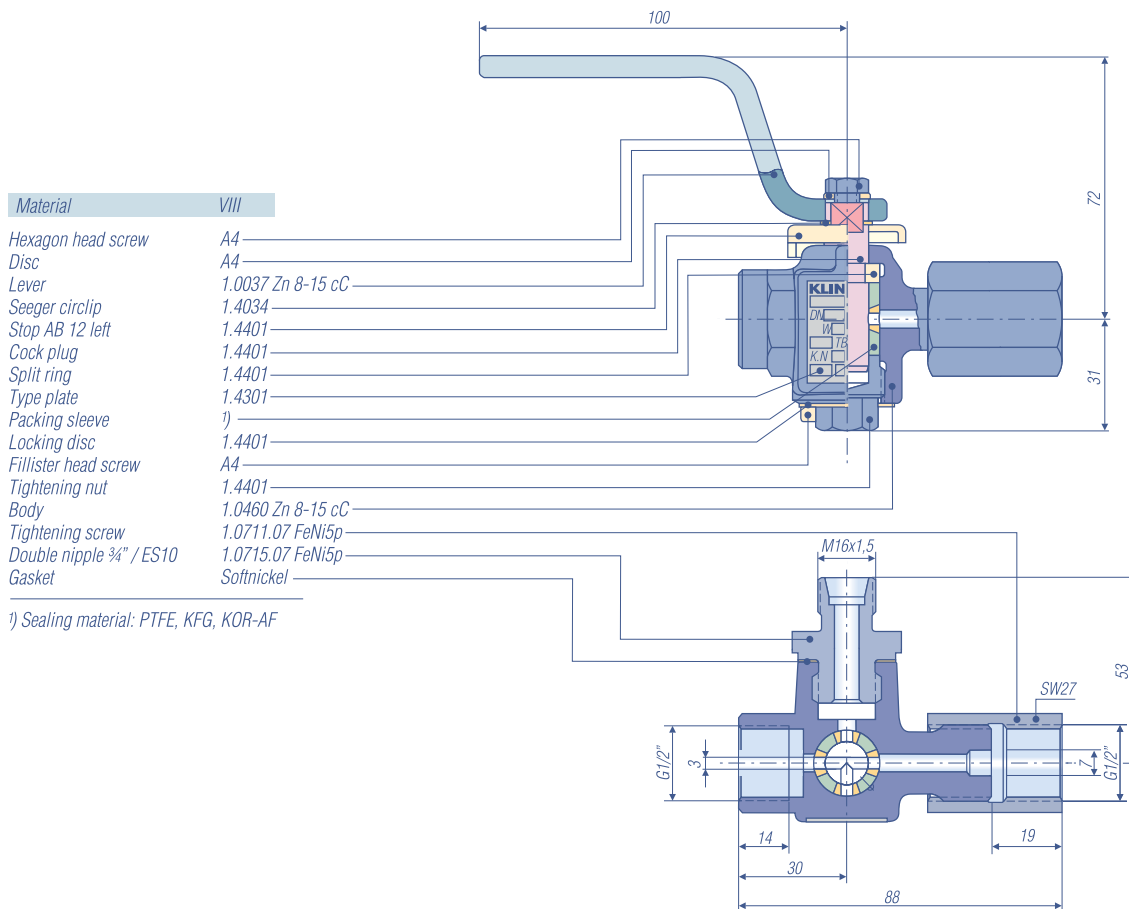 100
72
31
Material VIII
Hexagon head screw A4
Disc A4
Lever 1.0037 Zn 8-15 cC
Seeger circlip 1.4034
Stop AB 12 left 1.4401
Cock plug 1.4401
Split ring 1.4401
Type plate 1.4301
Packing sleeve ¹)
Locking disc 1.4401
Fillister head screw A4
Tightening nut 1.4401
Body 1.0460 Zn 8-15 cC
Tightening screw 1.0711.07 FeNi5p
Double nipple ¾" / ES10 1.0715.07 FeNi5p
Gasket Softnickel
¹) Sealing material: PTFE, KFG, KOR-AF
KLIN
DN
W
TB
K.N
M16x1,5
53
SW27
G1/2"
3
7
G1/2"
14
19
30
88